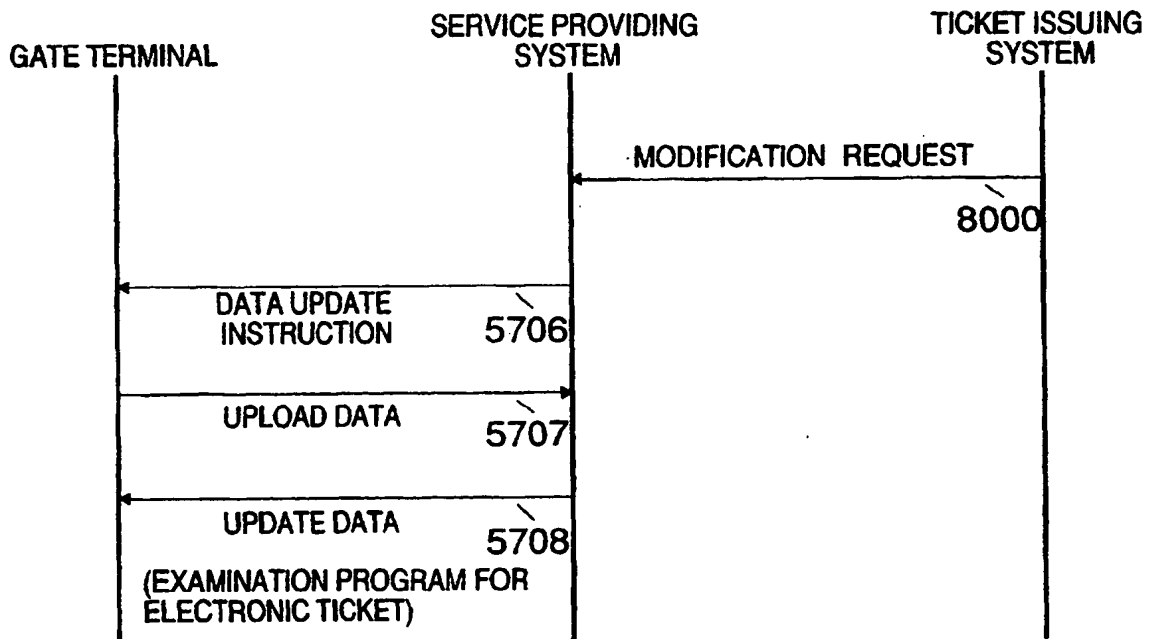 GATE TERMINAL
SERVICE PROVIDING
SYSTEM
TICKET ISSUING
SYSTEM
MODIFICATION REQUEST
8000
DATA UPDATE
INSTRUCTION
5706
UPLOAD DATA
5707
UPDATE DATA
5708
(EXAMINATION PROGRAM FOR
ELECTRONIC TICKET)